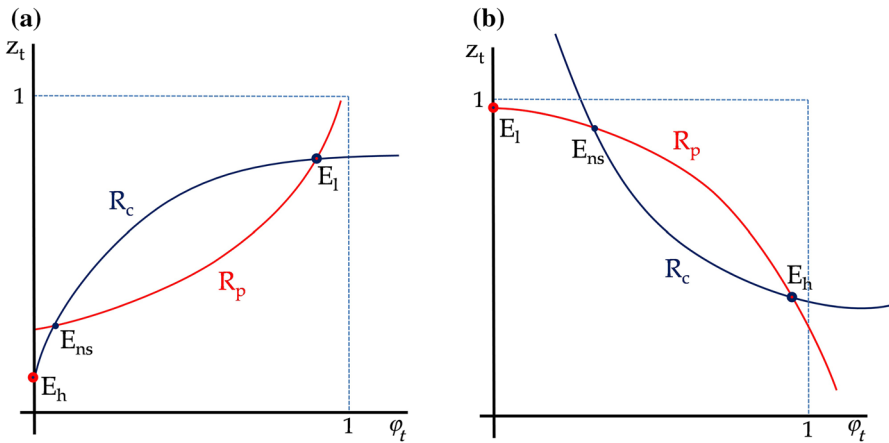 (a)
z_t
1
R_c
E_l
R_p
E_ns
E_h
1
φ_t
(b)
z_t
1
E_l
E_ns
R_p
R_c
E_h
1
φ_t